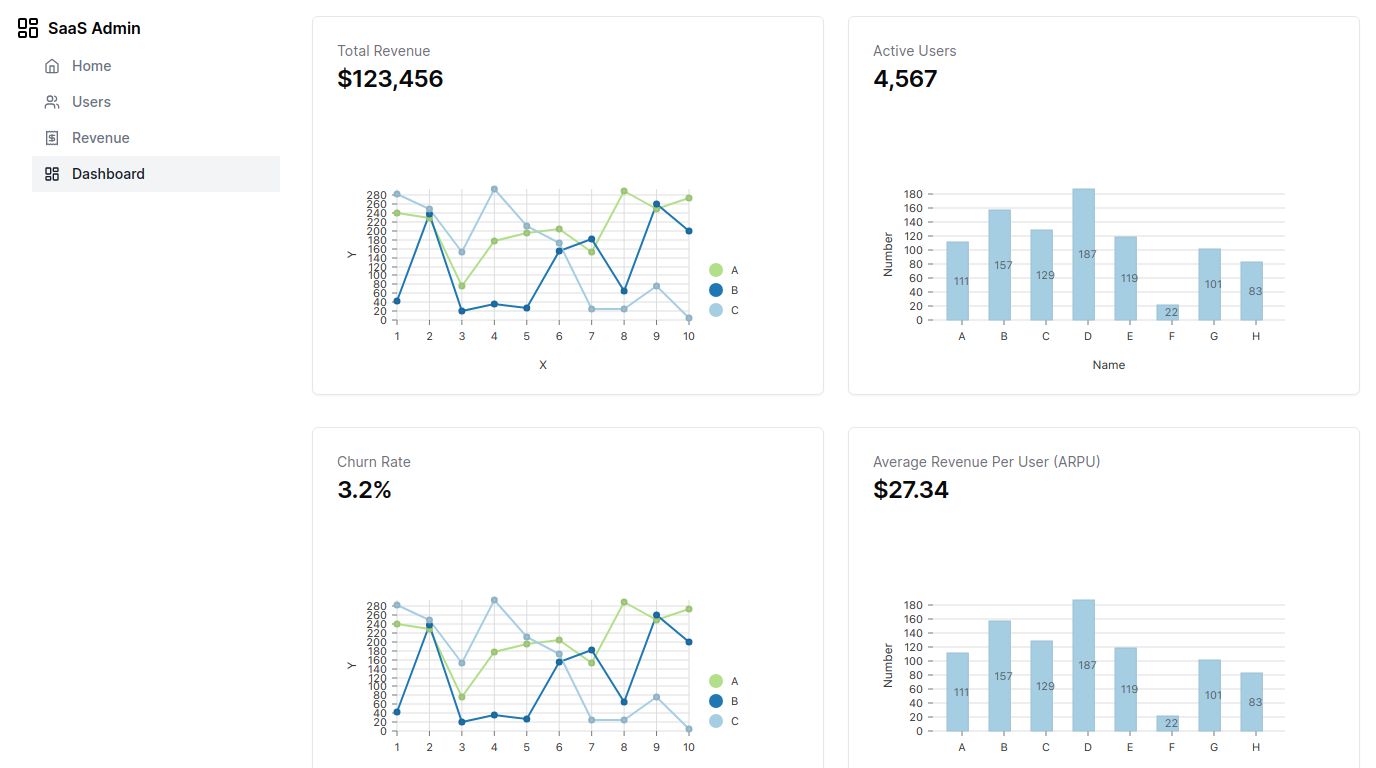 SaaS Admin
Home
Users
Revenue
Dashboard
Total Revenue
$123,456
280
260
240
220
200
180
160
140
120
100
80
60
40
20
0
Y
1 2 3 4 5 6 7 8 9 10
X
A
B
C
Active Users
4,567
180
160
140
120
100
80
60
40
20
0
Number
111 157 129 187 119 22 101 83
A B C D E F G H
Name
Churn Rate
3.2%
280
260
240
220
200
180
160
140
120
100
80
60
40
20
0
Y
1 2 3 4 5 6 7 8 9 10
A
B
C
Average Revenue Per User (ARPU)
$27.34
180
160
140
120
100
80
60
40
20
0
Number
111 157 129 187 119 22 101 83
A B C D E F G H